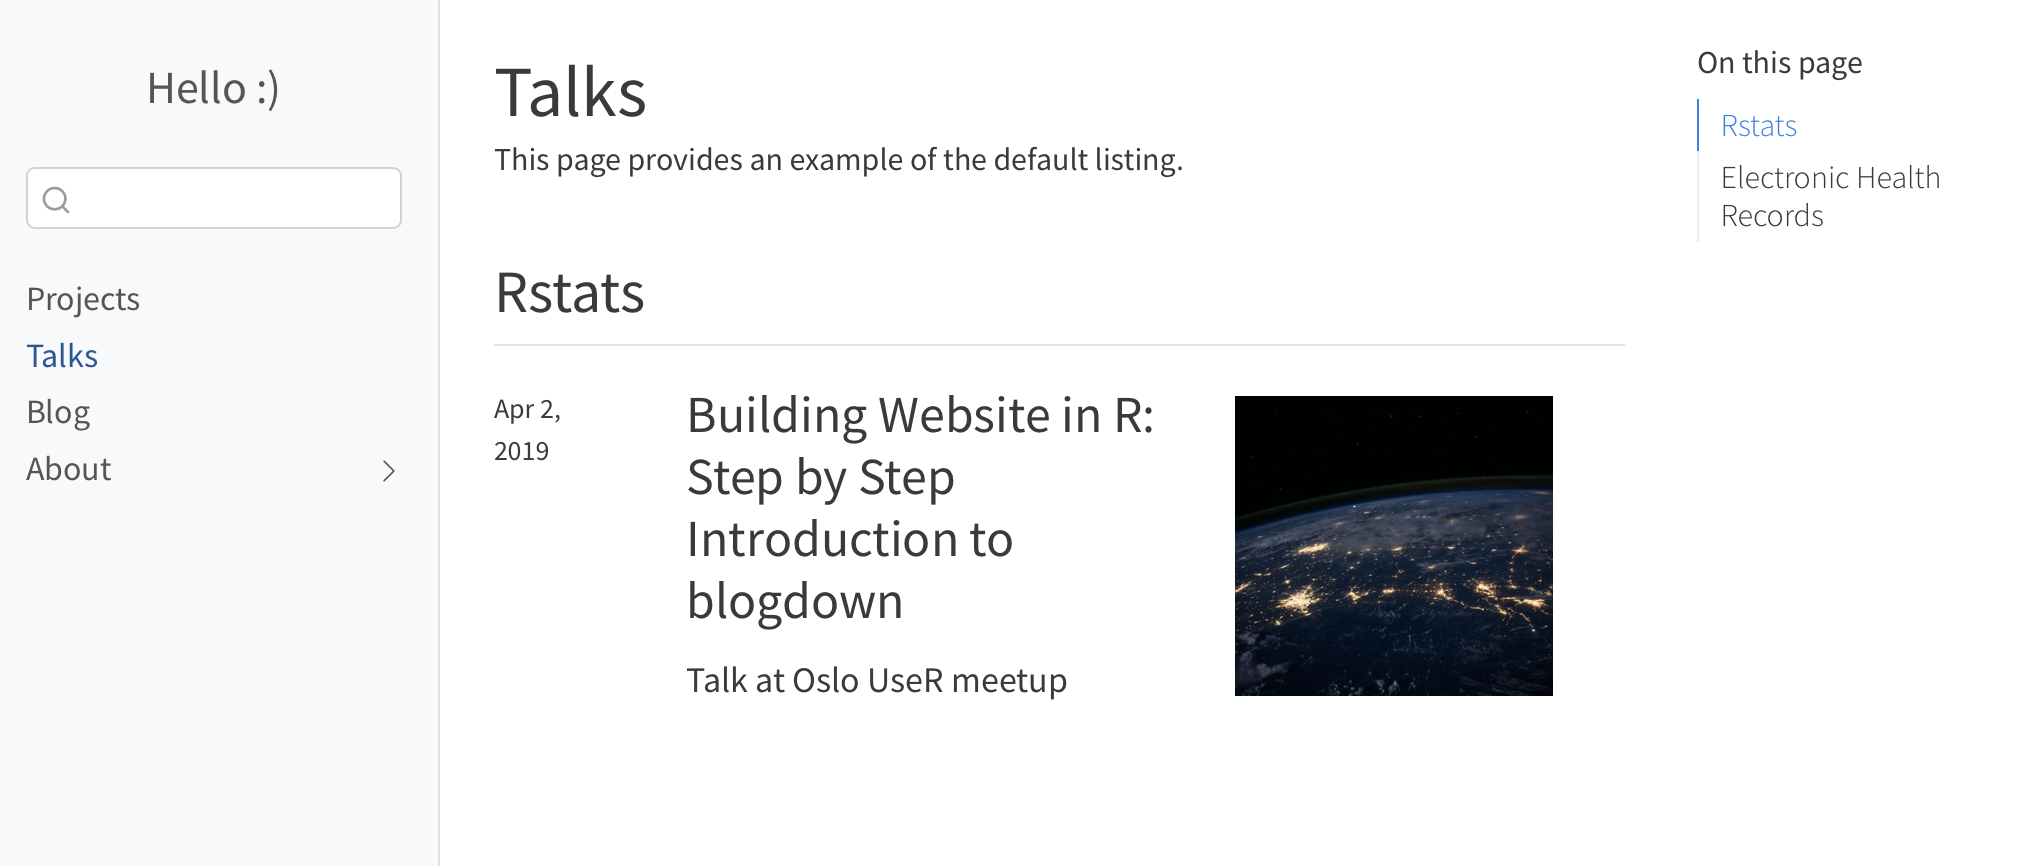 Hello :)
Projects
Talks
Blog
About
Talks
This page provides an example of the default listing.
Rstats
Apr 2,
2019
Building Website in R:
Step by Step
Introduction to
blogdown
Talk at Oslo UseR meetup
On this page
Rstats
Electronic Health
Records